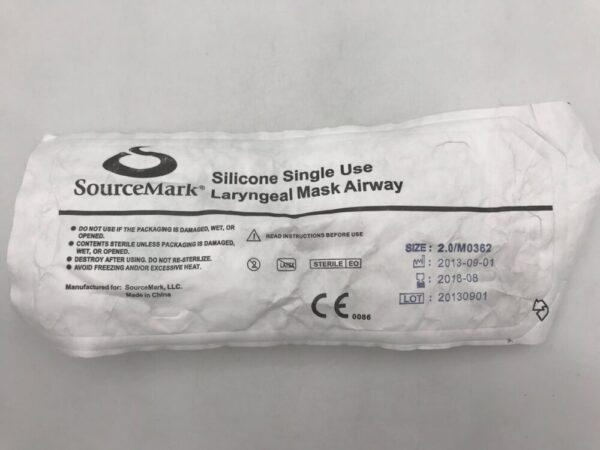 SourceMark®
Silicone Single Use
Laryngeal Mask Airway
● DO NOT USE IF THE PACKAGING IS DAMAGED, WET, OR
OPENED.
● CONTENTS STERILE UNLESS PACKAGING IS DAMAGED,
WET, OR OPENED.
● DESTROY AFTER USING. DO NOT RE-STERILIZE.
● AVOID FREEZING AND/OR EXCESSIVE HEAT.
Manufactured for: SourceMark, LLC.
Made in China
READ INSTRUCTIONS BEFORE USE
2
LATEX
STERILE EO
CE 0086
SIZE: 2.0/M0362
: 2013-09-01
: 2018-08
LOT : 20130901